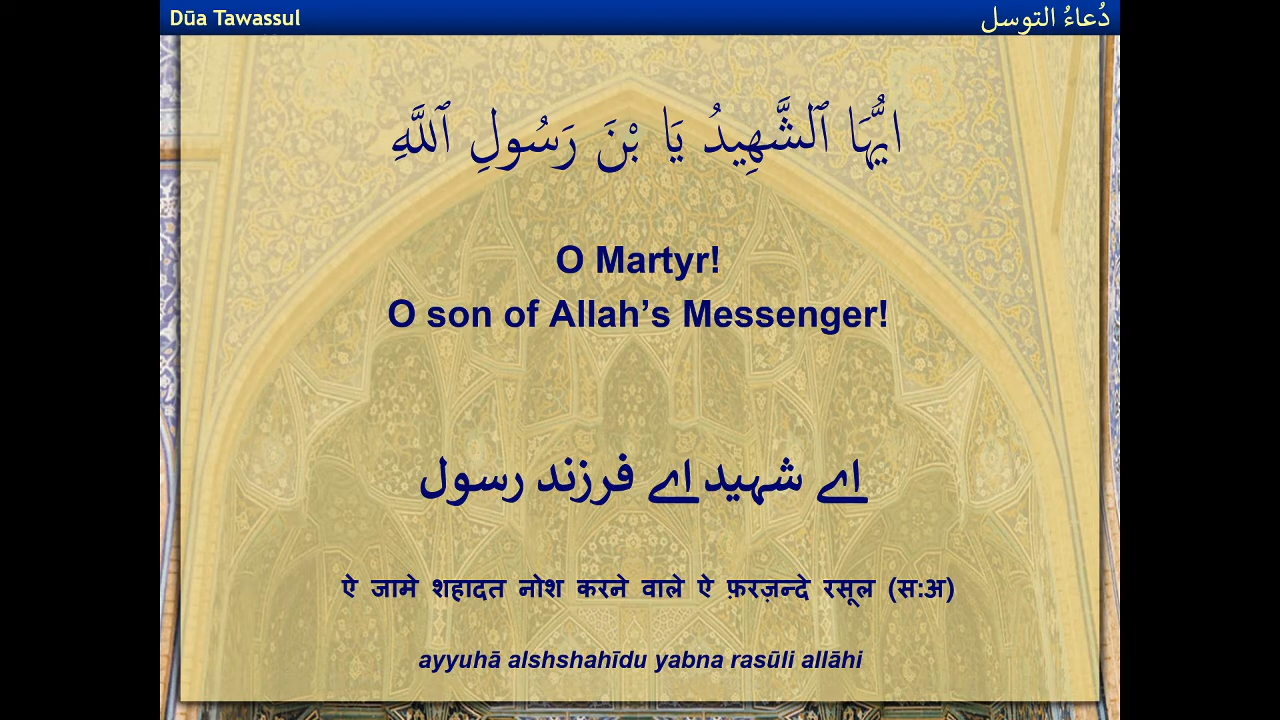 Dūa Tawassul
دُعاءُ التوسل
ايُّهَا ٱلشَّهِيدُ يَا بْنَ رَسُولِ ٱللَّهِ
O Martyr!
O son of Allah’s Messenger!
اے شہید اے فرزند رسول
ऐ जामे शहादत नोश करने वाले ऐ फ़रज़न्दे रसूल (स:अ)
ayyuhā alshshahīdu yabna rasūli allāhi